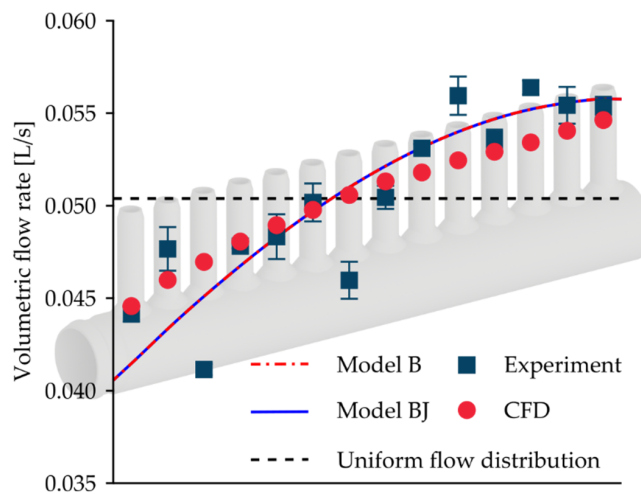 Volumetric flow rate [L/s]
0.060
0.055
0.050
0.045
0.040
0.035
Model B
Experiment
Model BJ
CFD
Uniform flow distribution